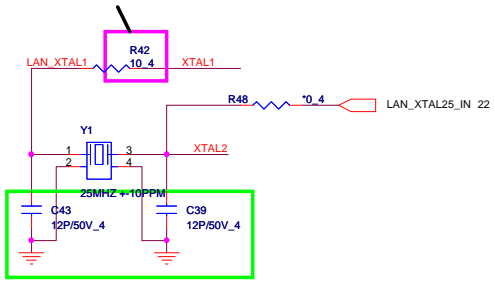 R42
LAN_XTAL1 10_4 XTAL1
R48 *0_4 LAN_XTAL25_IN 22
Y1
1 3
2 4
XTAL2
25MHZ +-10PPM
C43 C39
12P/50V_4 12P/50V_4